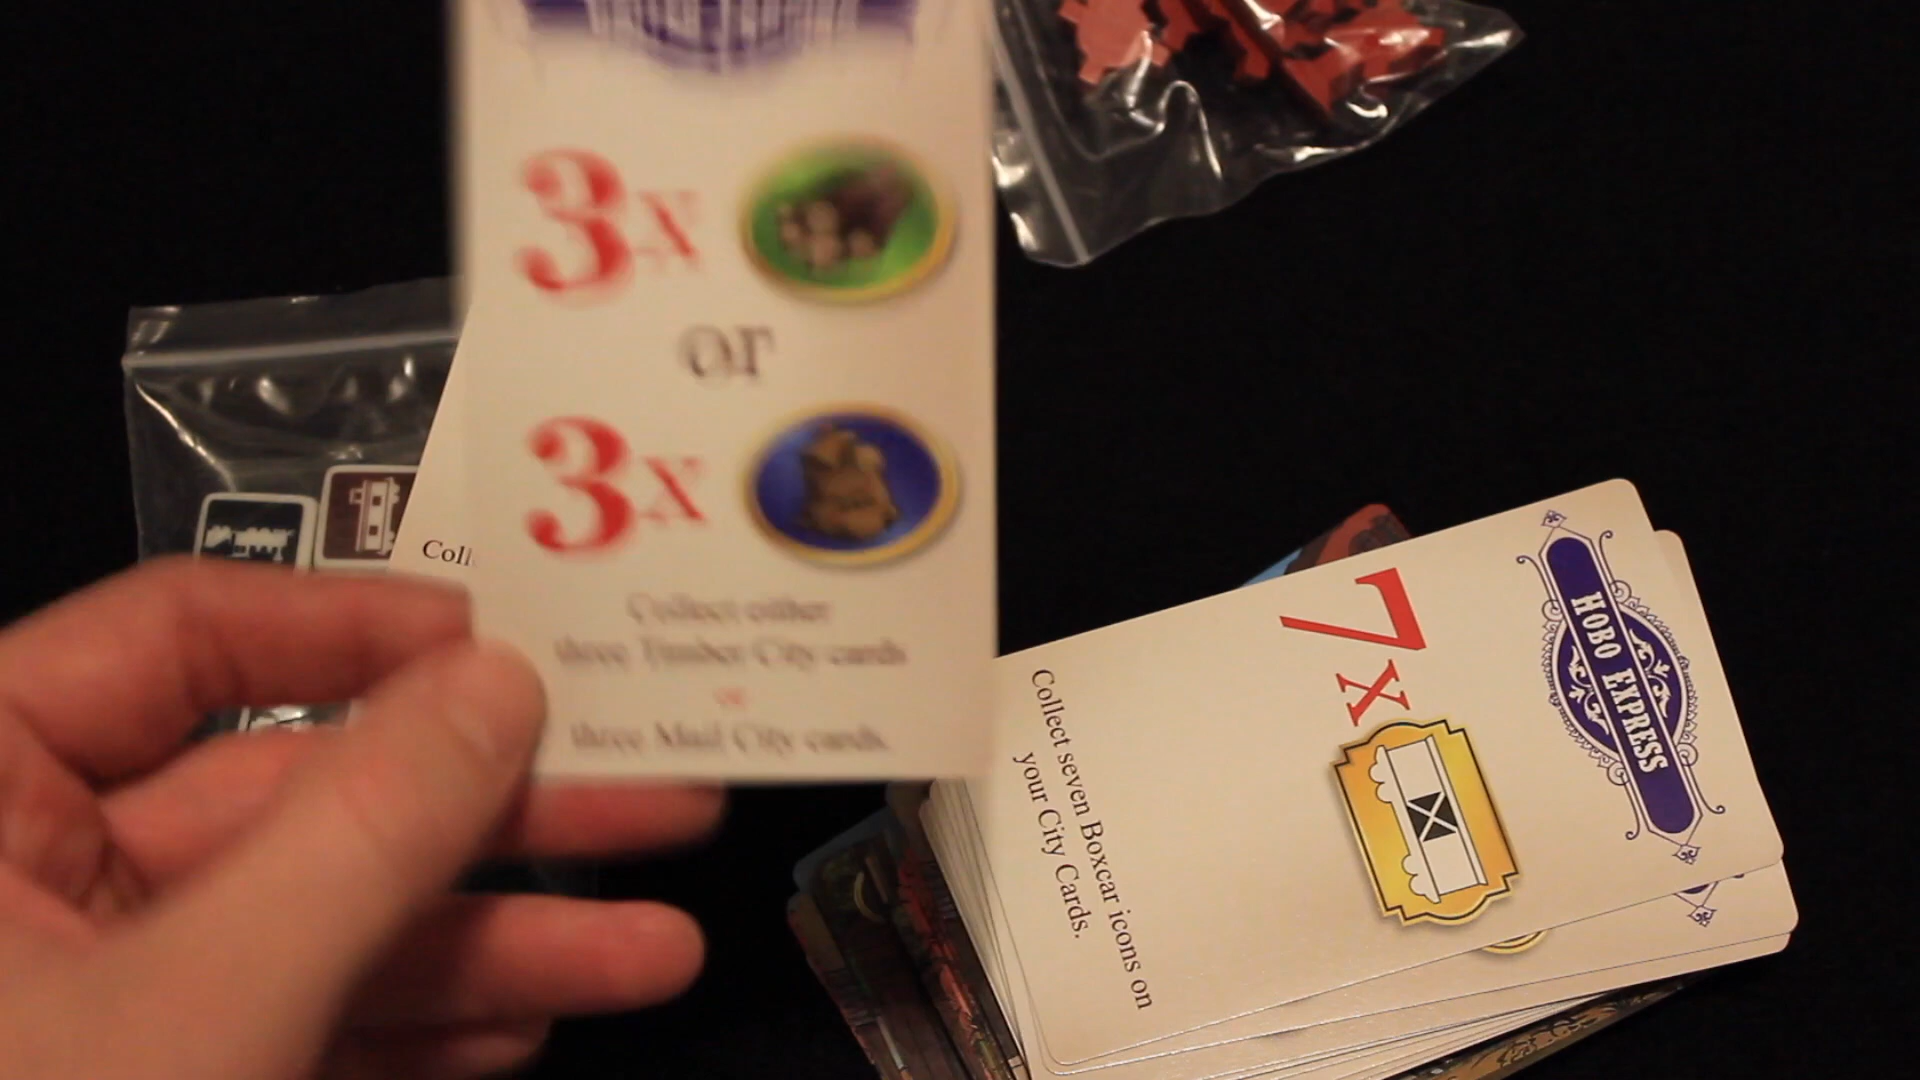 3x
or
3x
Collect either
three Timber City cards
or
three Mail City cards.
Coll
HOBO EXPRESS
7x
Collect seven Boxcar icons on
your City Cards.